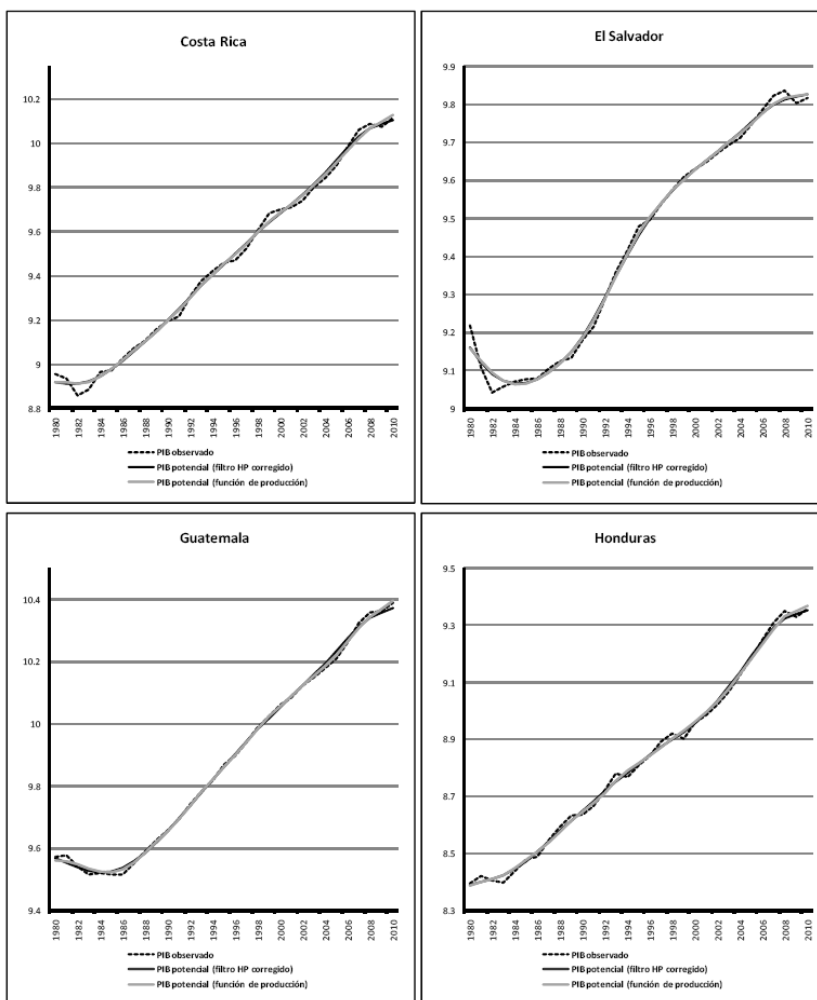 Costa Rica
10.2
10
9.8
9.6
9.4
9.2
9
8.8
1980 1982 1984 1986 1988 1990 1992 1994 1996 1998 2000 2002 2004 2006 2008 2010
PIB observado
PIB potencial (filtro HP corregido)
PIB potencial (función de producción)
El Salvador
9.9
9.8
9.7
9.6
9.5
9.4
9.3
9.2
9.1
9
1980 1982 1984 1986 1988 1990 1992 1994 1996 1998 2000 2002 2004 2006 2008 2010
PIB observado
PIB potencial (filtro HP corregido)
PIB potencial (función de producción)
Guatemala
10.4
10.2
10
9.8
9.6
9.4
1980 1982 1984 1986 1988 1990 1992 1994 1996 1998 2000 2002 2004 2006 2008 2010
PIB observado
PIB potencial (filtro HP corregido)
PIB potencial (función de producción)
Honduras
9.5
9.3
9.1
8.9
8.7
8.5
8.3
1980 1982 1984 1986 1988 1990 1992 1994 1996 1998 2000 2002 2004 2006 2008 2010
PIB observado
PIB potencial (filtro HP corregido)
PIB potencial (función de producción)